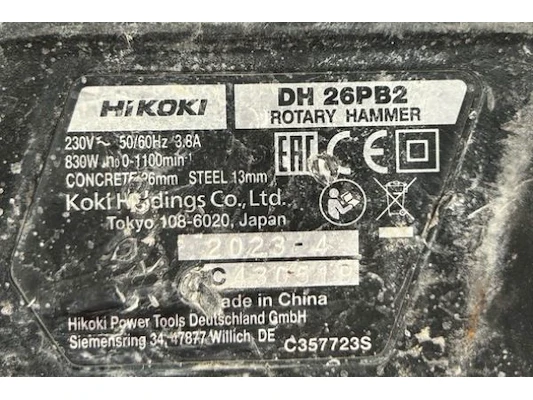 HiKOKI
DH 26PB2
ROTARY HAMMER
230V~ 50/60Hz 3.8A
830W n0 0-1100min-1
CONCRETE 26mm STEEL 13mm
EAC CE
Koki Holdings Co., Ltd.
Tokyo 108-6020, Japan
2023-4
Made in China
Hikoki Power Tools Deutschland GmbH
Siemensring 34, 47877 Willich, DE
C357723S